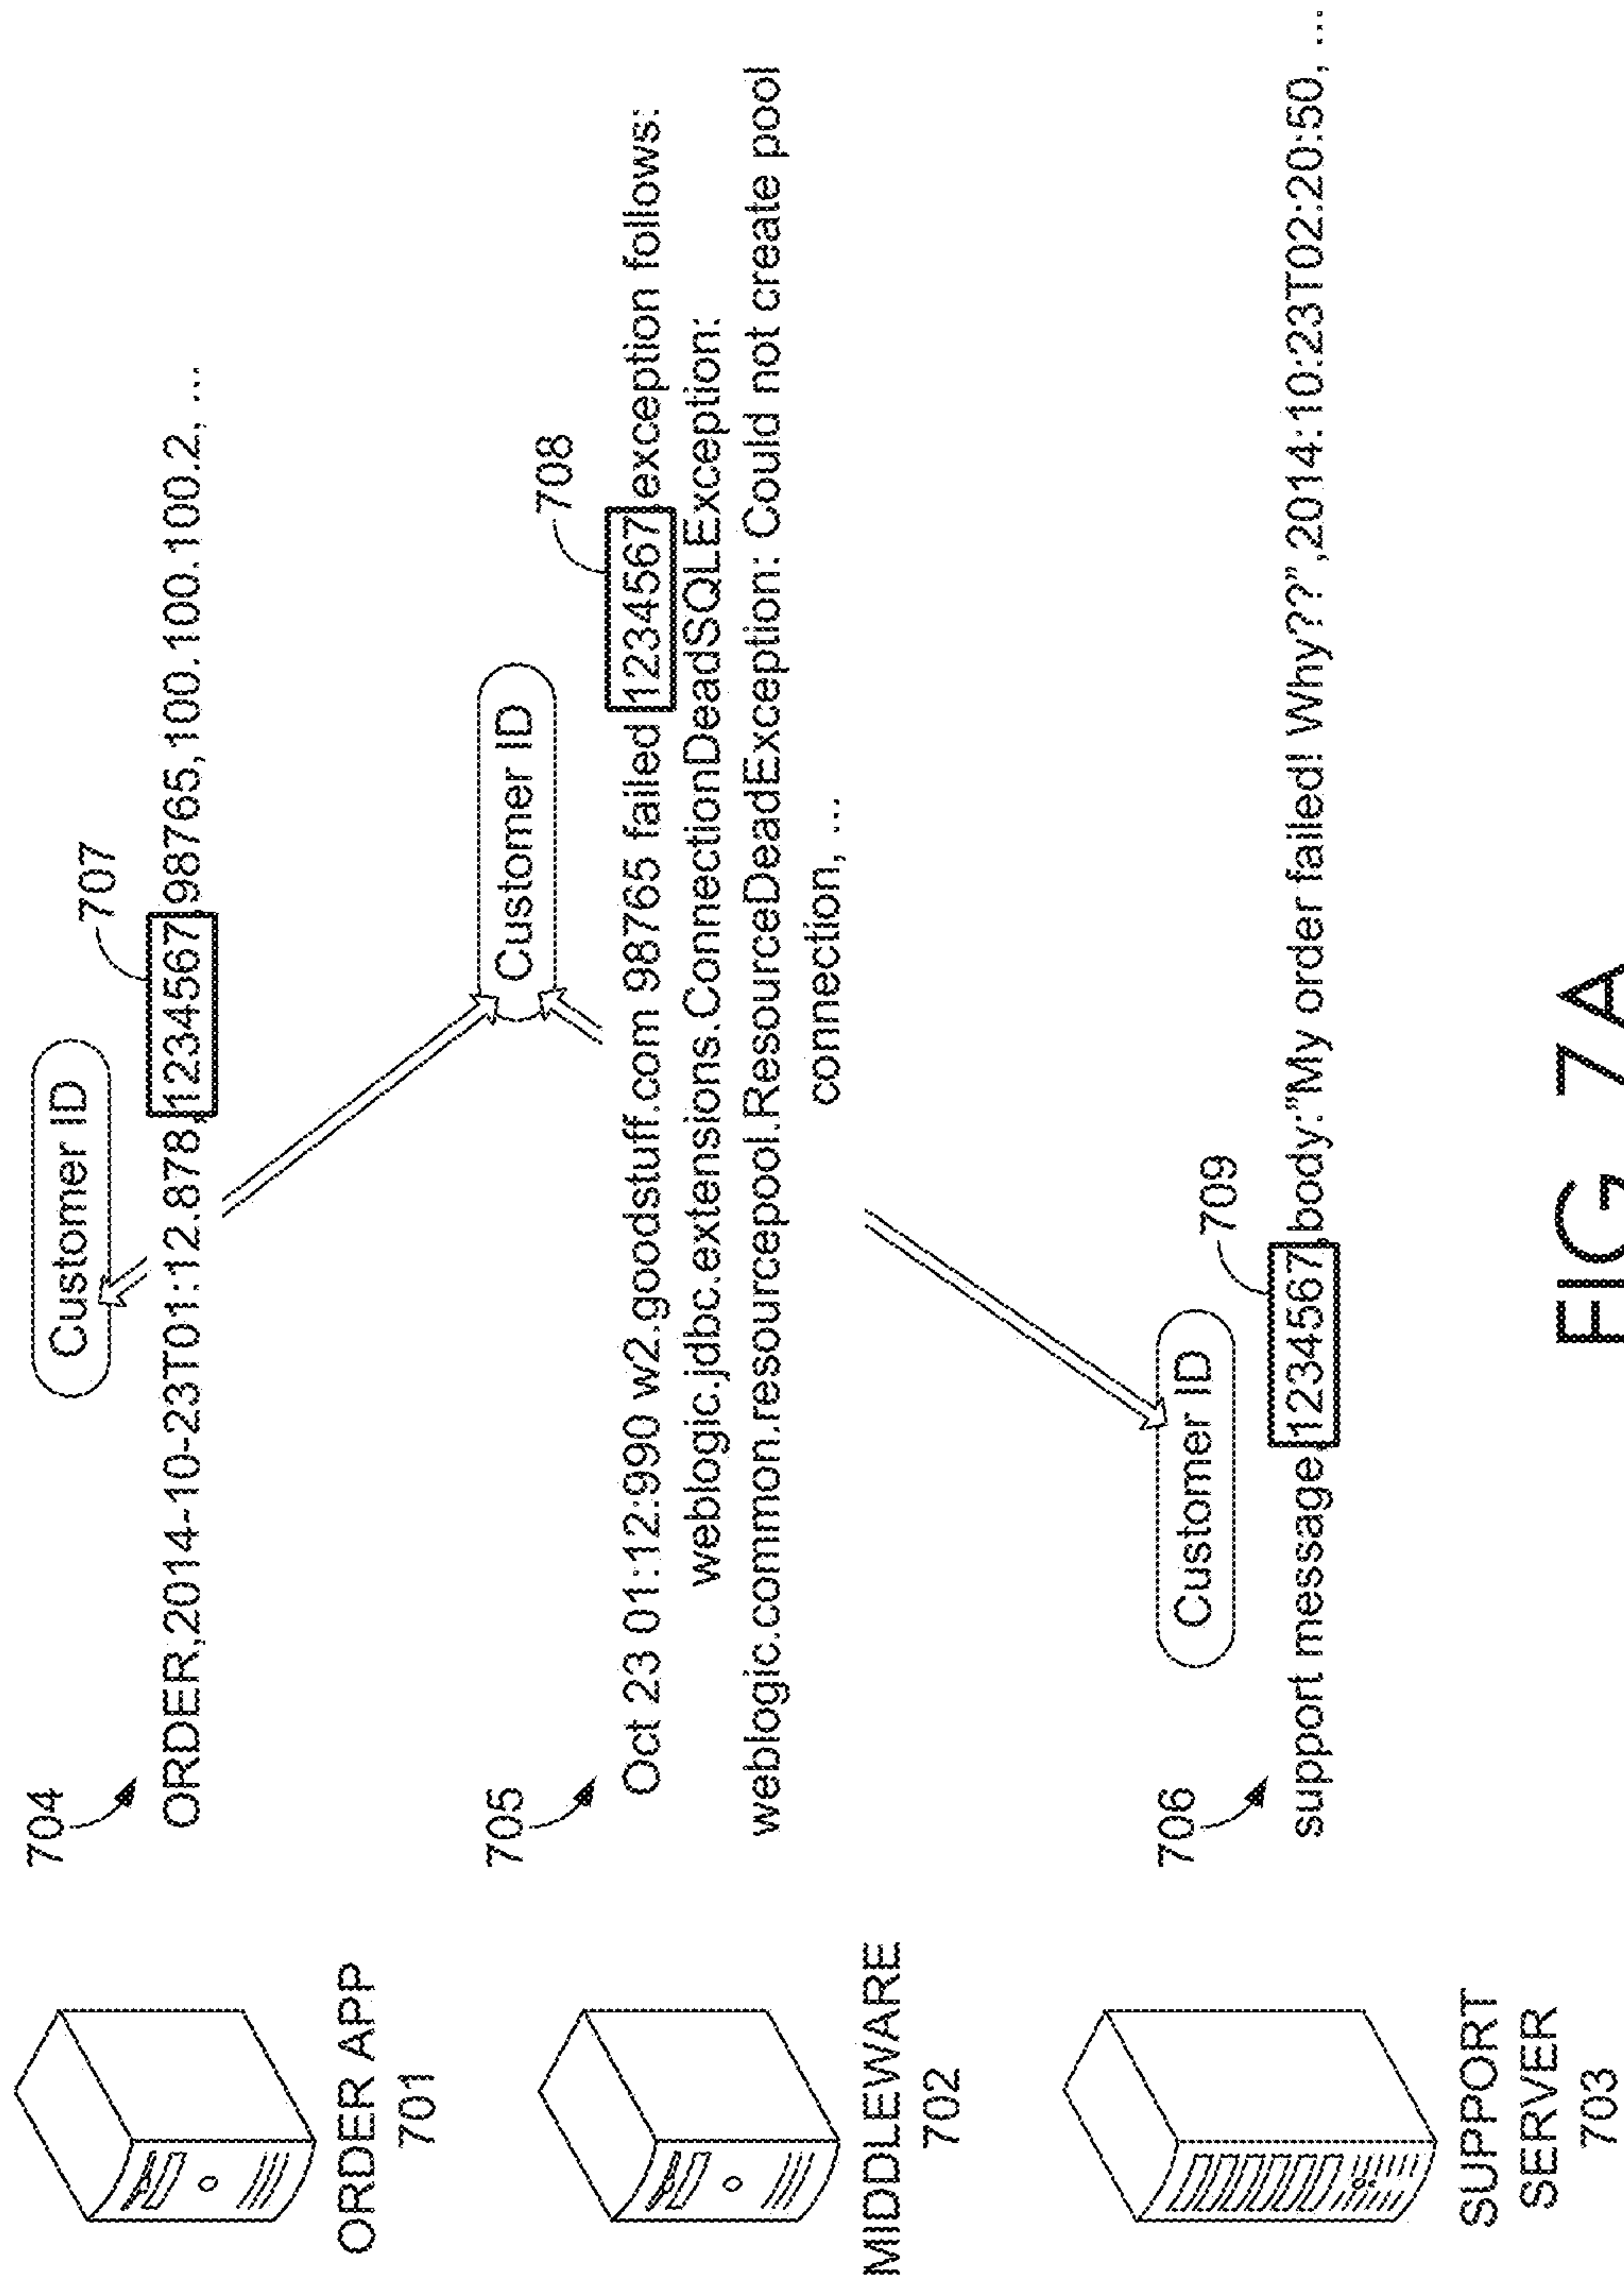 ORDER APP
701
704
Customer ID
707
ORDER,2014-10-23T01:12.878,1234567,98765,100.100.100.2, ...
MIDDLEWARE
702
705
Customer ID
708
Oct 23 01:12:990 w2.goodstuff.com 98765 failed 1234567 exception follows:
weblogic.jdbc.extensions.ConnectionDeadSQLException:
weblogic.common.resourcepool.ResourceDeadException: Could not create pool
connection, ...
SUPPORT
SERVER
703
706
Customer ID
709
support message 1234567 body:"My order failed! Why??",2014:10:23T02:20:50, ...
FIG 7A